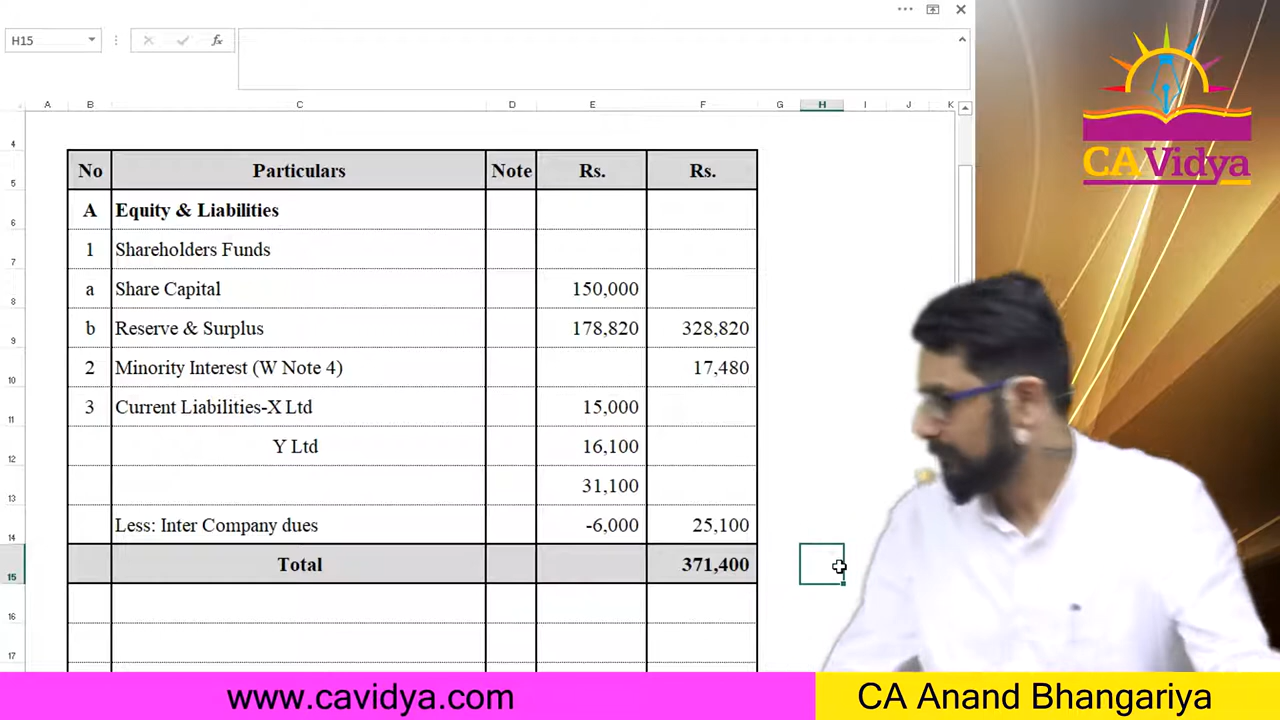 H15
fx
A B C D E F G H I J K
4
No Particulars Note Rs. Rs.
5
A Equity & Liabilities
6
1 Shareholders Funds
7
a Share Capital 150,000
8
b Reserve & Surplus 178,820 328,820
9
2 Minority Interest (W Note 4) 17,480
10
3 Current Liabilities-X Ltd 15,000
11
Y Ltd 16,100
12
31,100
13
Less: Inter Company dues -6,000 25,100
14
Total 371,400
15
16
17
CA Vidya
www.cavidya.com
CA Anand Bhangariya